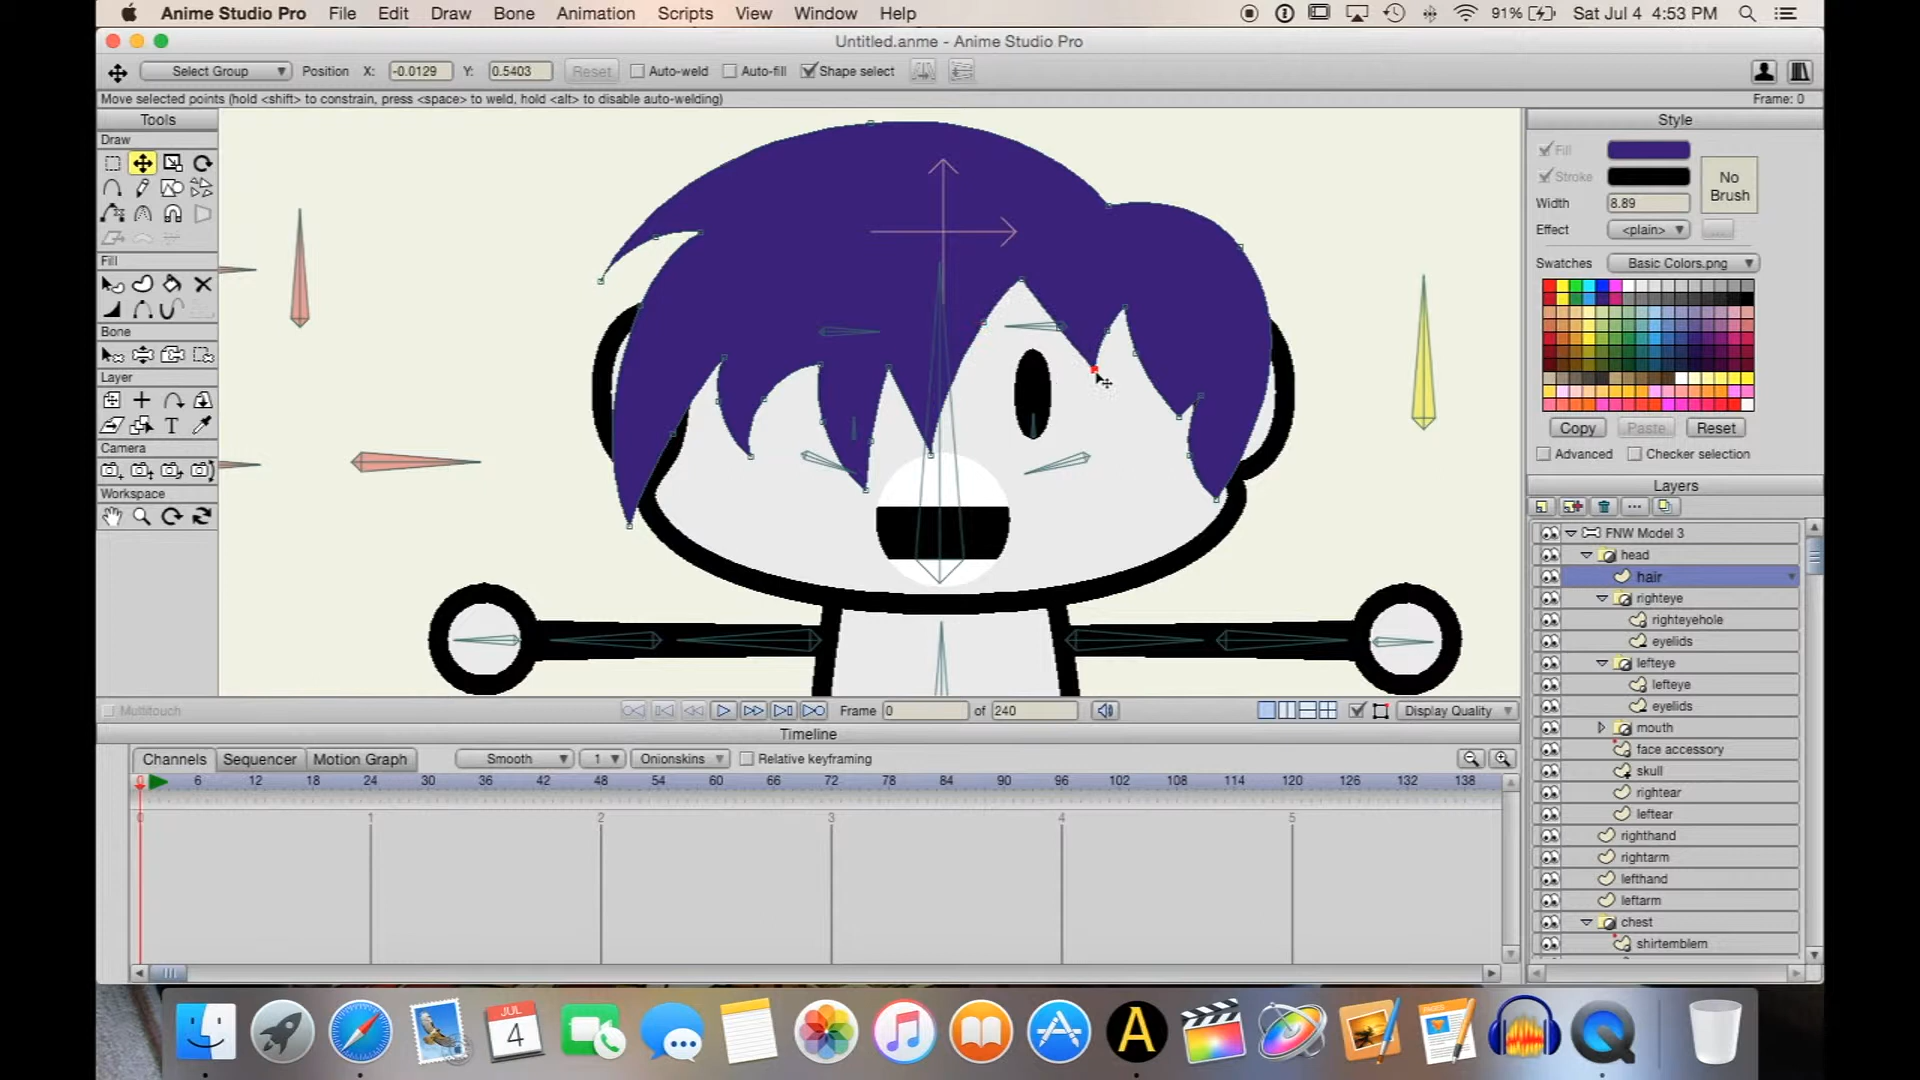 Anime Studio Pro File Edit Draw Bone Animation Scripts View Window Help 91% Sat Jul 4 4:53 PM
Untitled.anme - Anime Studio Pro
Select Group Position X: -0.0129 Y: 0.5403 Reset Auto-weld Auto-fill Shape select
Move selected points (hold <shift> to constrain, press <space> to weld, hold <alt> to disable auto-welding) Frame: 0
Tools
Draw
Fill
Bone
Layer
Camera
Workspace
Style
Fill
Stroke
No Brush
Width 8.89
Effect <plain> ...
Swatches Basic Colors.png
Copy Paste Reset
Advanced Checker selection
Layers
FNW Model 3
head
hair
righteye
righteyehole
eyelids
lefteye
lefteye
eyelids
mouth
face accessory
skull
rightear
leftear
righthand
rightarm
lefthand
leftarm
chest
shirtemblem
Multitouch Frame 0 of 240 Display Quality
Timeline
Channels Sequencer Motion Graph Smooth 1 Onionskins Relative keyframing
0 6 12 18 24 30 36 42 48 54 60 66 72 78 84 90 96 102 108 114 120 126 132 138
0 1 2 3 4 5
JUL
4
PAGES